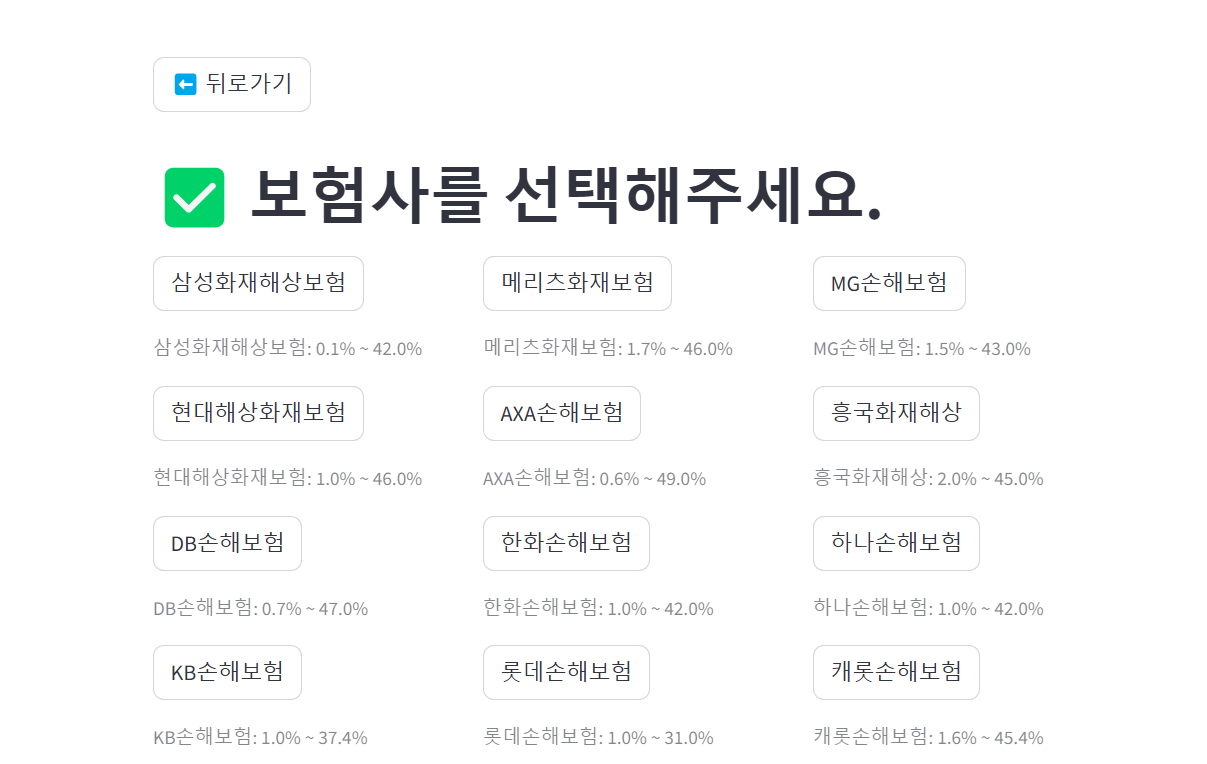 뒤로가기
보험사를 선택해주세요.
삼성화재해상보험
메리츠화재보험
MG손해보험
삼성화재해상보험: 0.1% ~ 42.0%
메리츠화재보험: 1.7% ~ 46.0%
MG손해보험: 1.5% ~ 43.0%
현대해상화재보험
AXA손해보험
흥국화재해상
현대해상화재보험: 1.0% ~ 46.0%
AXA손해보험: 0.6% ~ 49.0%
흥국화재해상: 2.0% ~ 45.0%
DB손해보험
한화손해보험
하나손해보험
DB손해보험: 0.7% ~ 47.0%
한화손해보험: 1.0% ~ 42.0%
하나손해보험: 1.0% ~ 42.0%
KB손해보험
롯데손해보험
캐롯손해보험
KB손해보험: 1.0% ~ 37.4%
롯데손해보험: 1.0% ~ 31.0%
캐롯손해보험: 1.6% ~ 45.4%